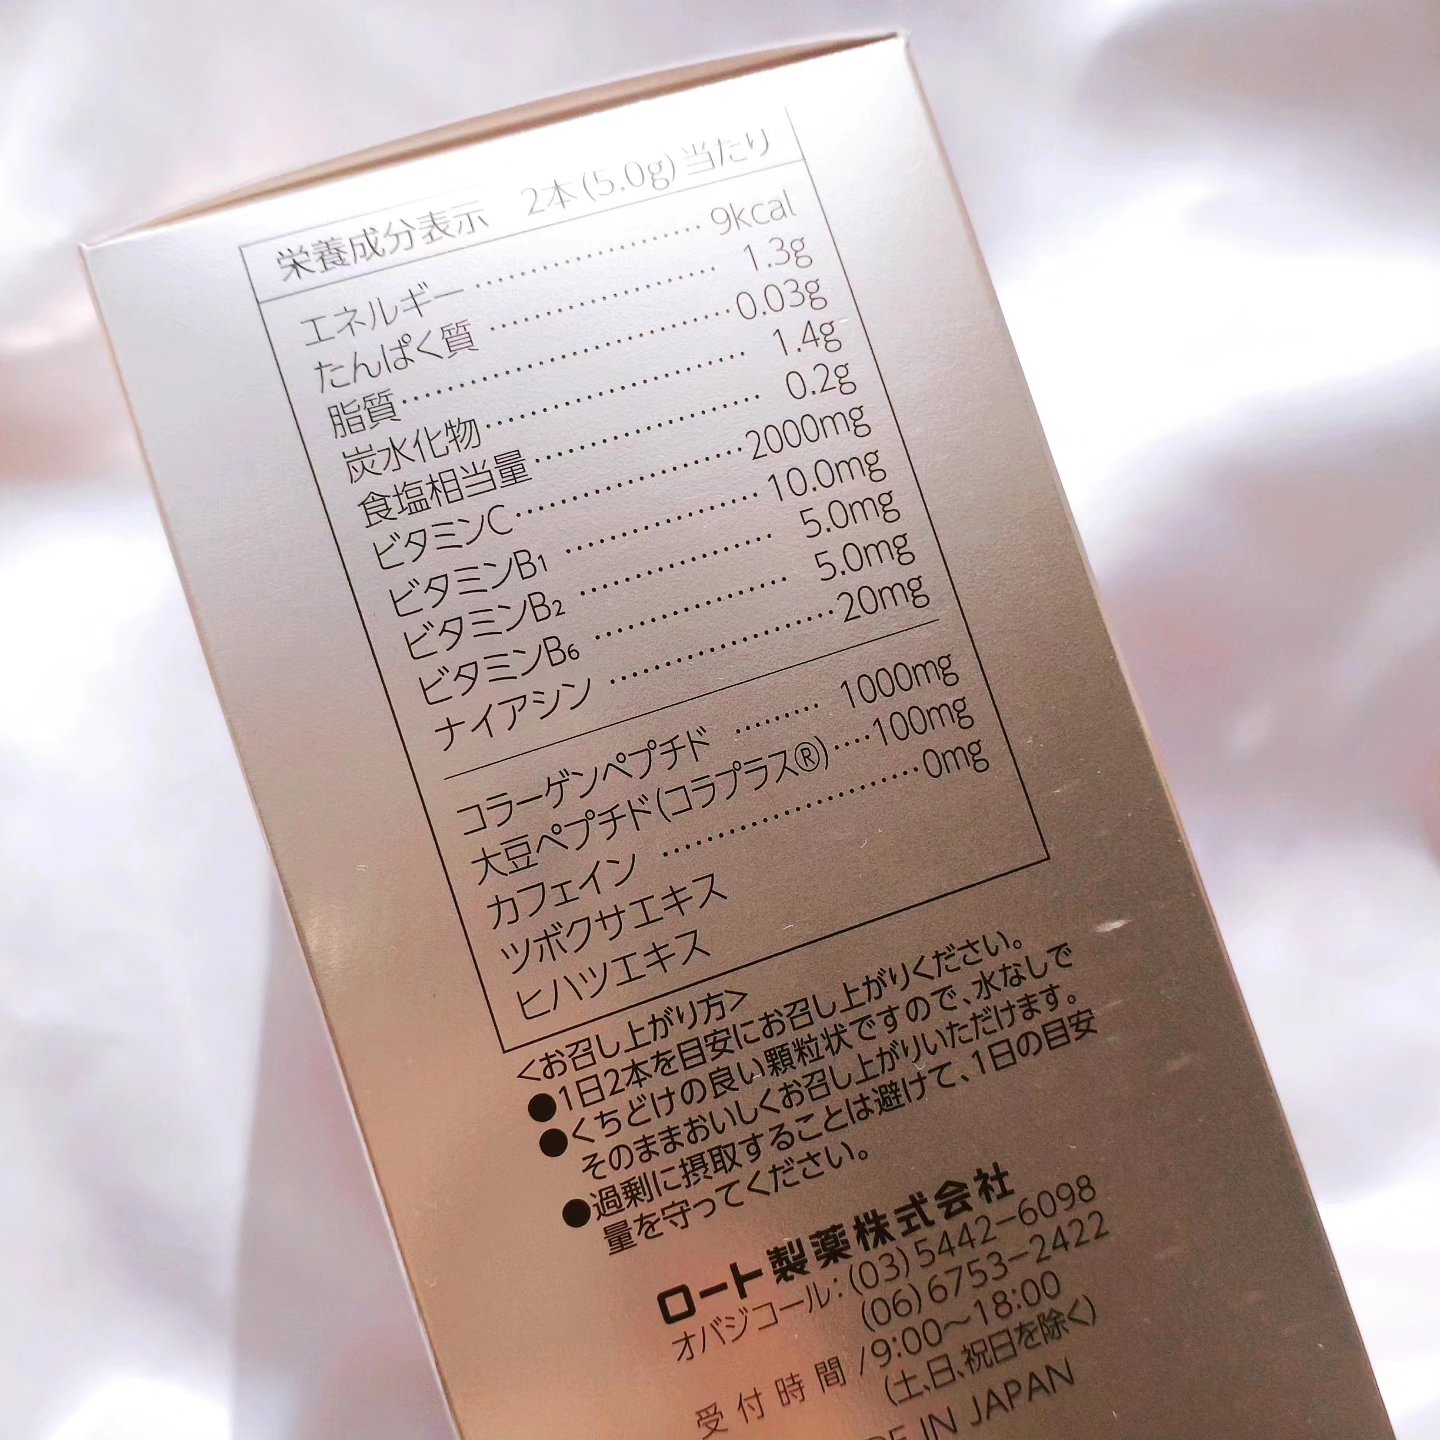 栄養成分表示 2本(5.0g)当たり
エネルギー 9kcal
たんぱく質 1.3g
脂質 0.03g
炭水化物 1.4g
食塩相当量 0.2g
ビタミンC 2000mg
ビタミンB₁ 10.0mg
ビタミンB₂ 5.0mg
ビタミンB₆ 5.0mg
ナイアシン 20mg
コラーゲンペプチド 1000mg
大豆ペプチド(コラプラス®) 100mg
カフェイン 0mg
ツボクサエキス
ヒハツエキス
<お召し上がり方>
●1日2本を目安にお召し上がりください。
●くちどけの良い顆粒状ですので、水なしで
そのままおいしくお召し上がりいただけます。
●過剰に摂取することは避けて、1日の目安
量を守ってください。
ロート製薬株式会社
オバジコール:(03)5442-6098
(06)6753-2422
受付時間/9:00〜18:00
(土、日、祝日を除く)
DE IN JAPAN